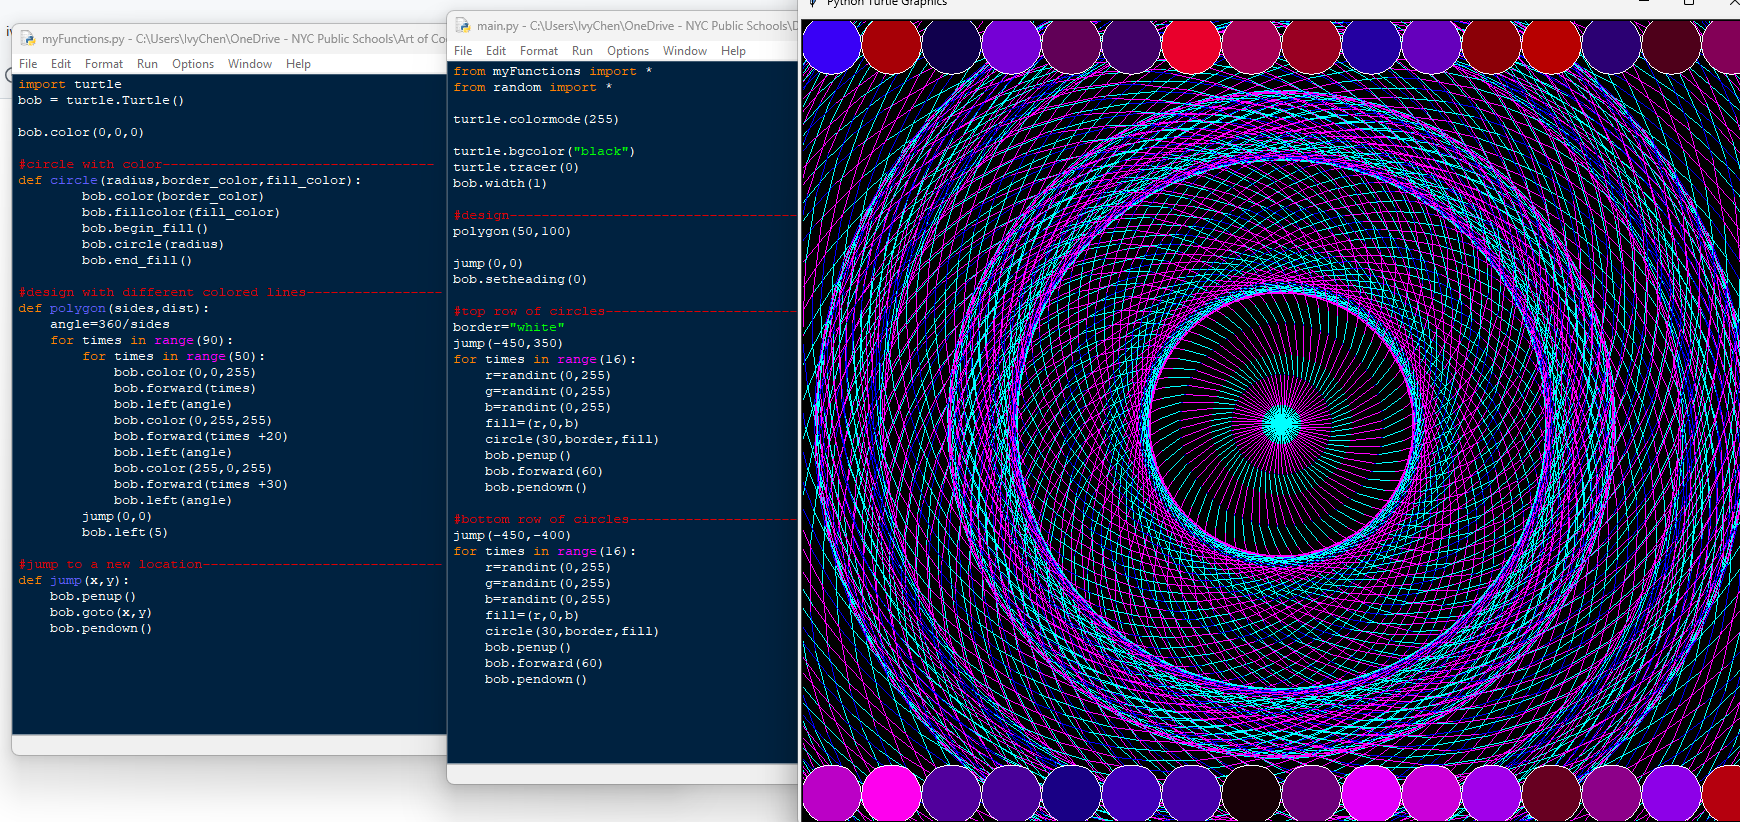 myFunctions.py - C:\Users\IvyChen\OneDrive - NYC Public Schools\Art of Co
File Edit Format Run Options Window Help
import turtle
bob = turtle.Turtle()
bob.color(0,0,0)
#circle with color----------------------------------
def circle(radius,border_color,fill_color):
bob.color(border_color)
bob.fillcolor(fill_color)
bob.begin_fill()
bob.circle(radius)
bob.end_fill()
#design with different colored lines-----------------
def polygon(sides,dist):
angle=360/sides
for times in range(90):
for times in range(50):
bob.color(0,0,255)
bob.forward(times)
bob.left(angle)
bob.color(0,255,255)
bob.forward(times +20)
bob.left(angle)
bob.color(255,0,255)
bob.forward(times +30)
bob.left(angle)
jump(0,0)
bob.left(5)
#jump to a new location------------------------------
def jump(x,y):
bob.penup()
bob.goto(x,y)
bob.pendown()
main.py - C:\Users\IvyChen\OneDrive - NYC Public Schools\D
File Edit Format Run Options Window Help
from myFunctions import *
from random import *
turtle.colormode(255)
turtle.bgcolor("black")
turtle.tracer(0)
bob.width(1)
#design------------------------------------
polygon(50,100)
jump(0,0)
bob.setheading(0)
#top row of circles------------------------
border="white"
jump(-450,350)
for times in range(16):
r=randint(0,255)
g=randint(0,255)
b=randint(0,255)
fill=(r,0,b)
circle(30,border,fill)
bob.penup()
bob.forward(60)
bob.pendown()
#bottom row of circles---------------------
jump(-450,-400)
for times in range(16):
r=randint(0,255)
g=randint(0,255)
b=randint(0,255)
fill=(r,0,b)
circle(30,border,fill)
bob.penup()
bob.forward(60)
bob.pendown()
Python Turtle Graphics